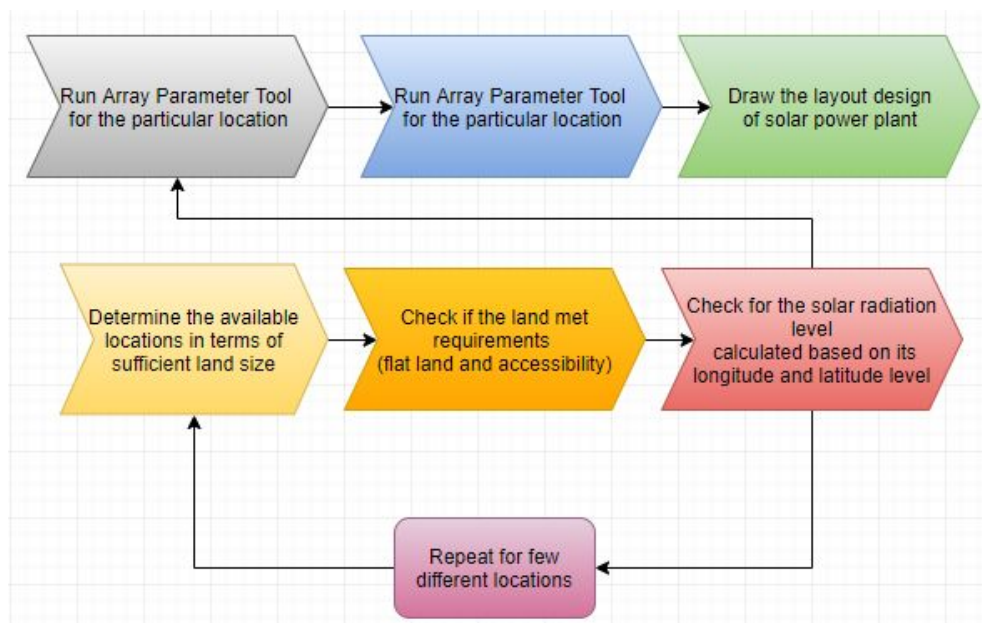 Run Array Parameter Tool
for the particular location
Run Array Parameter Tool
for the particular location
Draw the layout design
of solar power plant
Determine the available
locations in terms of
sufficient land size
Check if the land met
requirements
(flat land and accessibility)
Check for the solar radiation
level
calculated based on its
longitude and latitude level
Repeat for few
different locations